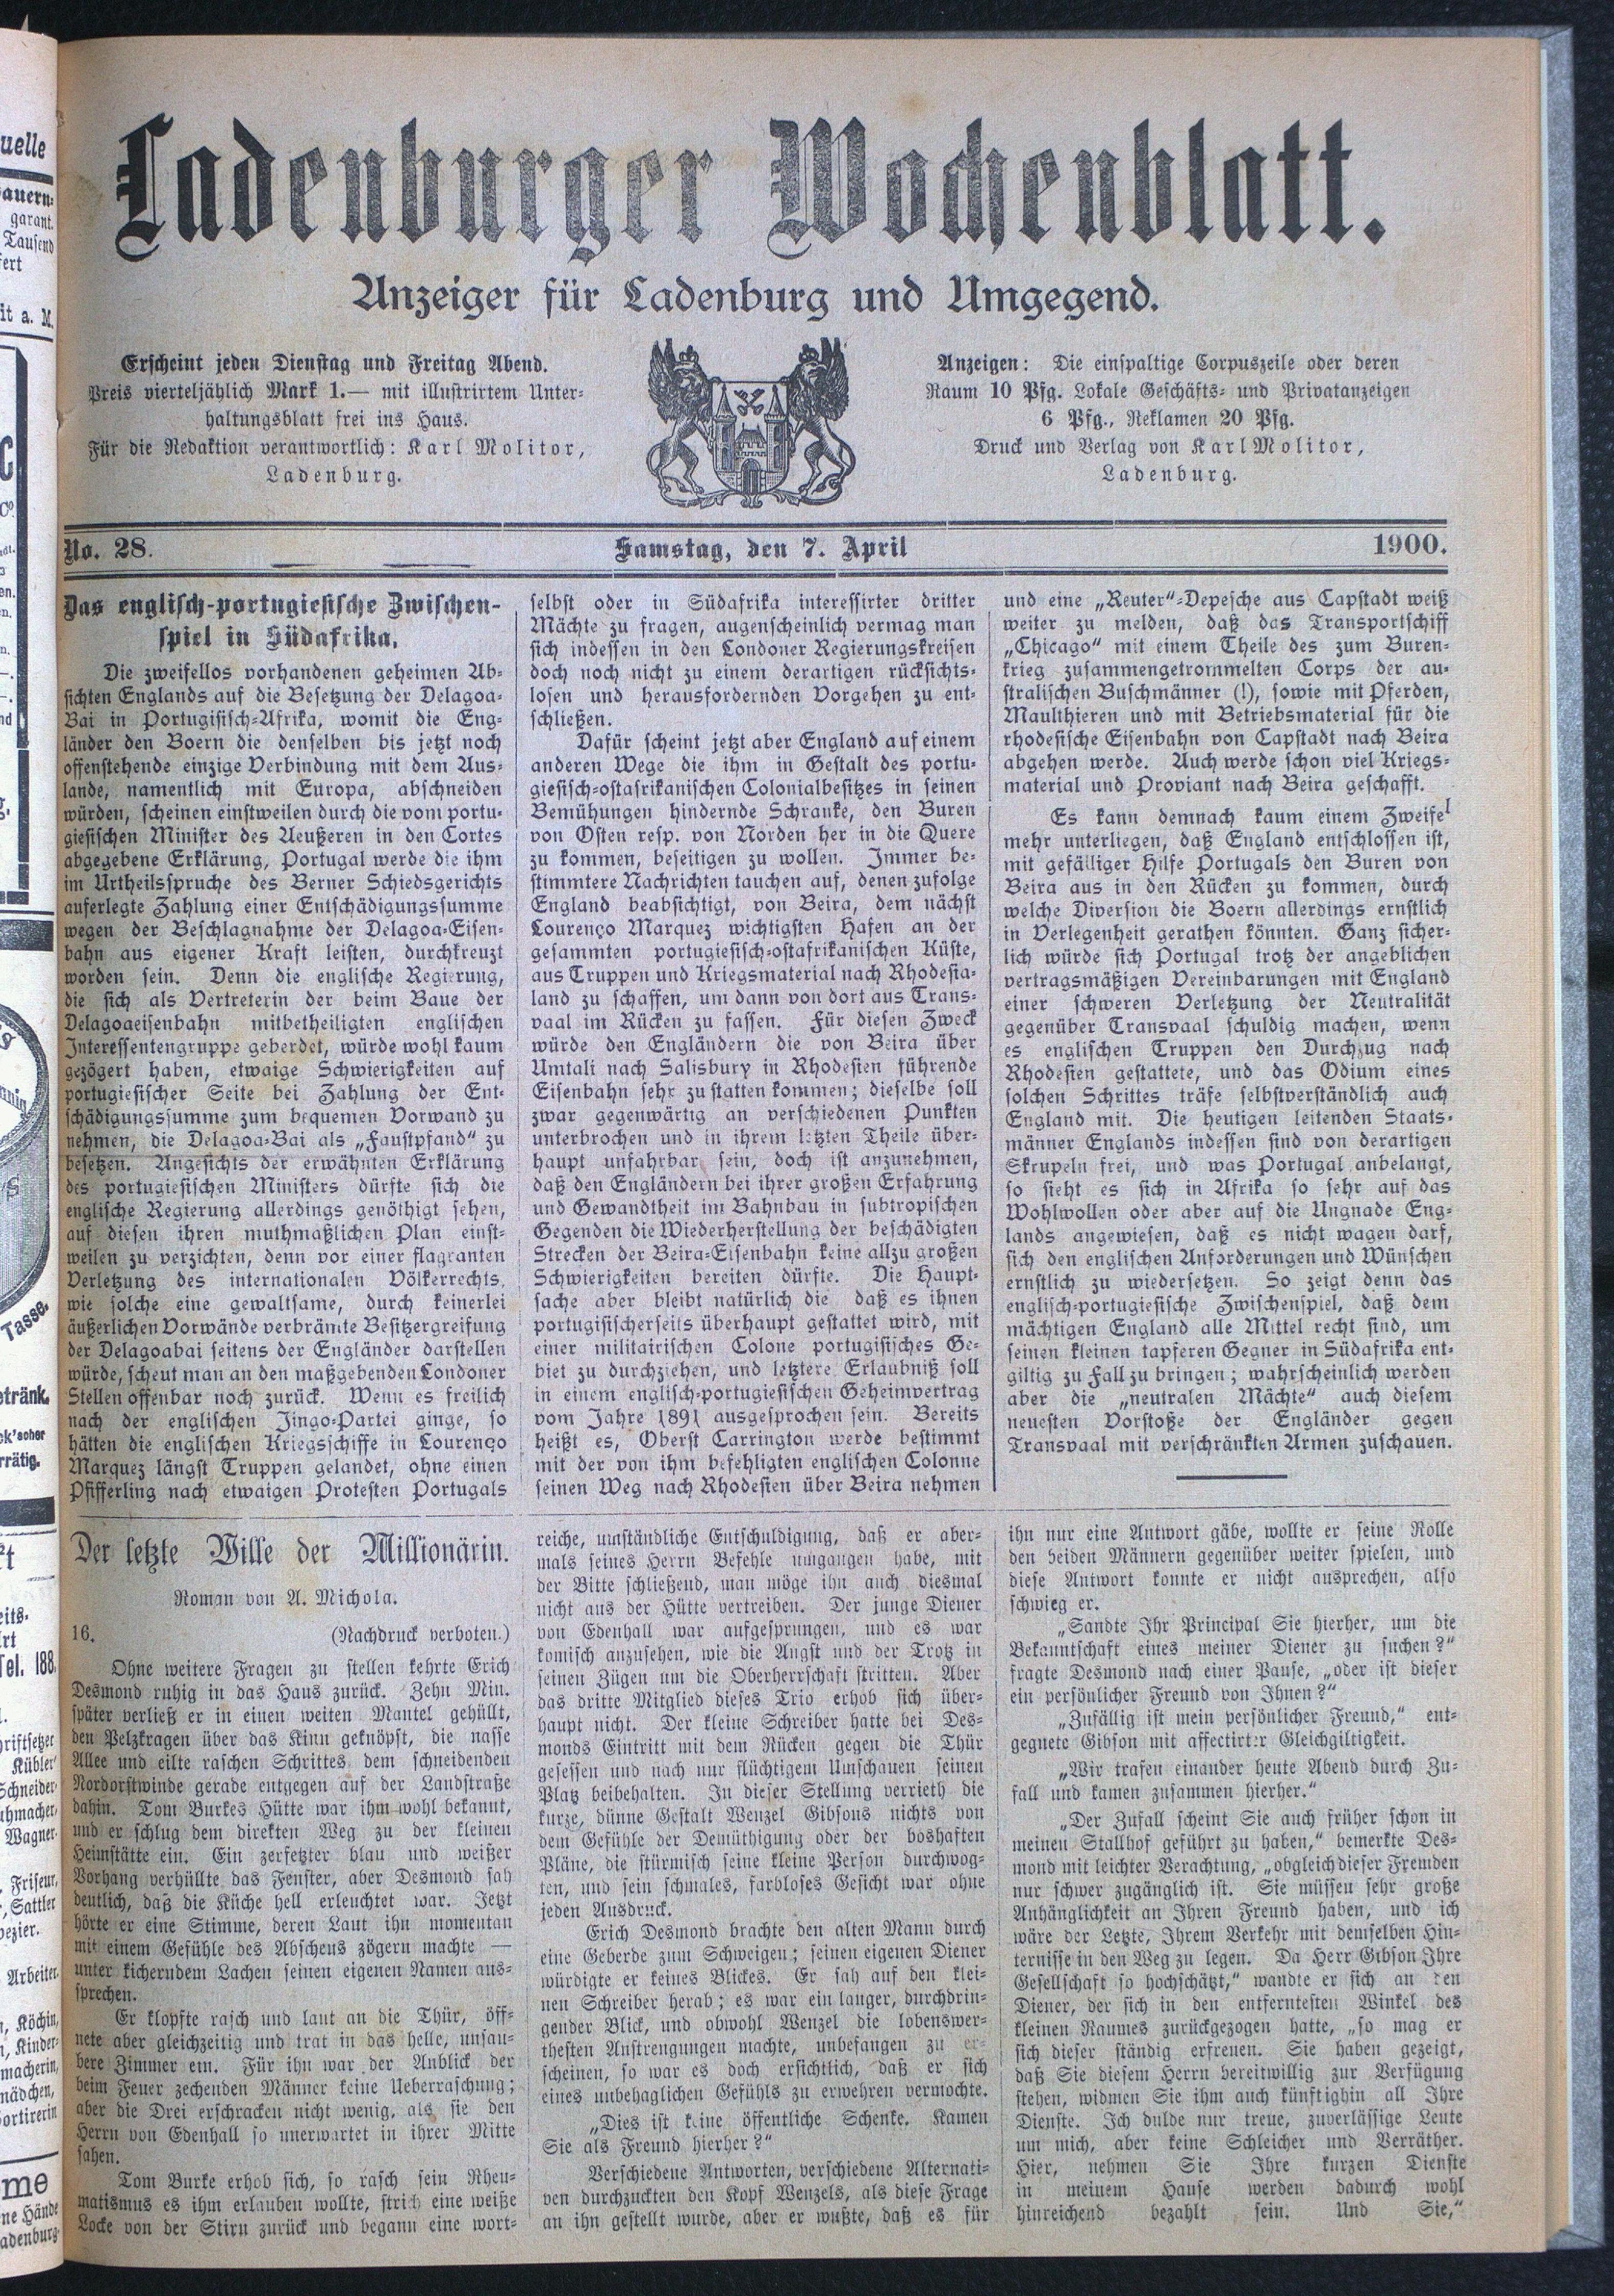 Ladenburger Wochenblatt.
Anzeiger für Ladenburg und Umgegend.
Erscheint jeden Dienstag und Freitag Abend.
Preis vierteljählich Mark 1.— mit illustrirtem Unter-
haltungsblatt frei ins Haus.
Für die Redaktion verantwortlich: Karl Molitor,
Ladenburg.
Anzeigen: Die einspaltige Corpuszeile oder deren
Raum 10 Pfg. Lokale Geschäfts- und Privatanzeigen
6 Pfg., Reklamen 20 Pfg.
Druck und Verlag von Karl Molitor,
Ladenburg.
No. 28.
Samstag, den 7. April
1900.
Das englisch-portugiesische Zwischen-
spiel in Südafrika.
Die zweifellos vorhandenen geheimen Ab-
sichten Englands auf die Besetzung der Delagoa-
Bai in Portugisisch-Afrika, womit die Eng-
länder den Boern die denselben bis jetzt noch
offenstehende einzige Verbindung mit dem Aus-
lande, namentlich mit Europa, abschneiden
würden, scheinen einstweilen durch die vom portu-
giesischen Minister des Aeußeren in den Cortes
abgegebene Erklärung, Portugal werde die ihm
im Urtheilsspruche des Berner Schiedsgerichts
auferlegte Zahlung einer Entschädigungssumme
wegen der Beschlagnahme der Delagoa-Eisen-
bahn aus eigener Kraft leisten, durchkreuzt
worden sein. Denn die englische Regierung,
die sich als Vertreterin der beim Baue der
Delagoaeisenbahn mitbetheiligten englischen
Interessentengruppe geberdet, würde wohl kaum
gezögert haben, etwaige Schwierigkeiten auf
portugiesischer Seite bei Zahlung der Ent-
schädigungssumme zum bequemen Vorwand zu
nehmen, die Delagoa-Bai als „Faustpfand“ zu
besetzen. Angesichts der erwähnten Erklärung
des portugiesischen Ministers dürfte sich die
englische Regierung allerdings genöthigt sehen,
auf diesen ihren muthmaßlichen Plan einst-
weilen zu verzichten, denn vor einer flagranten
Verletzung des internationalen Völkerrechts,
wie solche eine gewaltsame, durch keinerlei
äußerlichen Vorwände verbrämte Besitzergreifung
der Delagoabai seitens der Engländer darstellen
würde, scheut man an den maßgebenden Londoner
Stellen offenbar noch zurück. Wenn es freilich
nach der englischen Jingo-Partei ginge, so
hätten die englischen Kriegsschiffe in Lourenço
Marquez längst Truppen gelandet, ohne einen
Pfifferling nach etwaigen Protesten Portugals
selbst oder in Südafrika interessirter dritter
Mächte zu fragen, augenscheinlich vermag man
sich indessen in den Londoner Regierungskreisen
doch noch nicht zu einem derartigen rücksichts-
losen und herausfordernden Vorgehen zu ent-
schließen.
Dafür scheint jetzt aber England auf einem
anderen Wege die ihm in Gestalt des portu-
giesisch-ostafrikanischen Colonialbesitzes in seinen
Bemühungen hindernde Schranke, den Buren
von Osten resp. von Norden her in die Quere
zu kommen, beseitigen zu wollen. Immer be-
stimmtere Nachrichten tauchen auf, denen zufolge
England beabsichtigt, von Beira, dem nächst
Lourenço Marquez wichtigsten Hafen an der
gesammten portugiesisch-ostafrikanischen Küste,
aus Truppen und Kriegsmaterial nach Rhodesia-
land zu schaffen, um dann von dort aus Trans-
vaal im Rücken zu fassen. Für diesen Zweck
würde den Engländern die von Beira über
Umtali nach Salisbury in Rhodesien führende
Eisenbahn sehr zu statten kommen; dieselbe soll
zwar gegenwärtig an verschiedenen Punkten
unterbrochen und in ihrem letzten Theile über-
haupt unfahrbar sein, doch ist anzunehmen,
daß den Engländern bei ihrer großen Erfahrung
und Gewandtheit im Bahnbau in subtropischen
Gegenden die Wiederherstellung der beschädigten
Strecken der Beira-Eisenbahn keine allzu großen
Schwierigkeiten bereiten dürfte. Die Haupt-
sache aber bleibt natürlich die daß es ihnen
portugisischerseits überhaupt gestattet wird, mit
einer militairischen Colone portugisisches Ge-
biet zu durchziehen, und letztere Erlaubniß soll
in einem englisch-portugiesischen Geheimvertrag
vom Jahre 1891 ausgesprochen sein. Bereits
heißt es, Oberst Carrington werde bestimmt
mit der von ihm befehligten englischen Colonne
seinen Weg nach Rhodesien über Beira nehmen
und eine „Reuter“-Depesche aus Capstadt weiß
weiter zu melden, daß das Transportschiff
„Chicago“ mit einem Theile des zum Buren-
krieg zusammengetrommelten Corps der au-
stralischen Buschmänner (!), sowie mit Pferden,
Maulthieren und mit Betriebsmaterial für die
rhodesische Eisenbahn von Capstadt nach Beira
abgehen werde. Auch werde schon viel Kriegs-
material und Proviant nach Beira geschafft.
Es kann demnach kaum einem Zweifel
mehr unterliegen, daß England entschlossen ist,
mit gefälliger Hilfe Portugals den Buren von
Beira aus in den Rücken zu kommen, durch
welche Diversion die Boern allerdings ernstlich
in Verlegenheit gerathen könnten. Ganz sicher-
lich würde sich Portugal trotz der angeblichen
vertragsmäßigen Vereinbarungen mit England
einer schweren Verletzung der Neutralität
gegenüber Transvaal schuldig machen, wenn
es englischen Truppen den Durchzug nach
Rhodesien gestattete, und das Odium eines
solchen Schrittes träfe selbstverständlich auch
England mit. Die heutigen leitenden Staats-
männer Englands indessen sind von derartigen
Skrupeln frei, und was Portugal anbelangt,
so sieht es sich in Afrika so sehr auf das
Wohlwollen oder aber auf die Ungnade Eng-
lands angewiesen, daß es nicht wagen darf,
sich den englischen Anforderungen und Wünschen
ernstlich zu wiedersetzen. So zeigt denn das
englisch-portugiesische Zwischenspiel, daß dem
mächtigen England alle Mittel recht sind, um
seinen kleinen tapferen Gegner in Südafrika ent-
giltig zu Fall zu bringen; wahrscheinlich werden
aber die „neutralen Mächte“ auch diesem
neuesten Vorstoße der Engländer gegen
Transvaal mit verschränkten Armen zuschauen.
Der letzte Wille der Millionärin.
Roman von A. Michola.
16.
(Nachdruck verboten.)
Ohne weitere Fragen zu stellen kehrte Erich
Desmond ruhig in das Haus zurück. Zehn Min.
später verließ er in einen weiten Mantel gehüllt,
den Pelzkragen über das Kinn geknöpst, die nasse
Allee und eilte raschen Schrittes dem schneidenden
Nordorstwinde gerade entgegen auf der Landstraße
dahin. Tom Burkes Hütte war ihm wohl bekannt,
und er schlug dem direkten Weg zu der kleinen
Heimstätte ein. Ein zerfetzter blau und weißer
Vorhang verhüllte das Fenster, aber Desmond sah
deutlich, daß die Küche hell erleuchtet war. Jetzt
hörte er eine Stimme, deren Laut ihn momentan
mit einem Gefühle des Abscheus zögern machte —
unter kicherndem Lachen seinen eigenen Namen aus-
sprechen.
Er klopfte rasch und laut an die Thür, öff-
nete aber gleichzeitig und trat in das helle, unsau-
bere Zimmer ein. Für ihn war der Anblick der
beim Feuer zechenden Männer keine Ueberraschung;
aber die Drei erschracken nicht wenig, als sie den
Herrn von Edenhall so unerwartet in ihrer Mitte
sahen.
Tom Burke erhob sich, so rasch sein Rheu-
matismus es ihm erlauben wollte, strich eine weiße
Locke von der Stirn zurück und begann eine wort-
reiche, umständliche Entschuldigung, daß er aber-
mals seines Herrn Befehle umgangen habe, mit
der Bitte schließend, man möge ihn auch diesmal
nicht aus der Hütte vertreiben. Der junge Diener
von Edenhall war aufgesprungen, und es war
komisch anzusehen, wie die Angst und der Trotz in
seinen Zügen um die Oberherrschaft stritten. Aber
das dritte Mitglied dieses Trio erhob sich über-
haupt nicht. Der kleine Schreiber hatte bei Des-
monds Eintritt mit dem Rücken gegen die Thür
gesessen und nach nur flüchtigem Umschauen seinen
Platz beibehalten. In dieser Stellung verrieth die
kurze, dünne Gestalt Wenzel Gibsons nichts von
dem Gefühle der Demüthigung oder der boshaften
Pläne, die stürmisch seine kleine Person durchwog-
ten, und sein schmales, farbloses Gesicht war ohne
jeden Ausdruck.
Erich Desmond brachte den alten Mann durch
eine Geberde zum Schweigen; seinen eigenen Diener
würdigte er keines Blickes. Er sah auf den klei-
nen Schreiber herab; es war ein langer, durchdrin-
gender Blick, und obwohl Wenzel die lobenswer-
thesten Anstrengungen machte, unbefangen zu er-
scheinen, so war es doch ersichtlich, daß er sich
eines unbehaglichen Gefühls zu erwehren vermochte.
„Dies ist keine öffentliche Schenke. Kamen
Sie als Freund hierher?“
Verschiedene Antworten, verschiedene Alternati-
ven durchzuckten den Kopf Wenzels, als diese Frage
an ihn gestellt wurde, aber er wußte, daß es für
ihn nur eine Antwort gäbe, wollte er seine Rolle
den beiden Männern gegenüber weiter spielen, und
diese Antwort konnte er nicht aussprechen, also
schwieg er.
„Sandte Ihr Principal Sie hierher, um die
Bekanntschaft eines meiner Diener zu suchen?“
fragte Desmond nach einer Pause, „oder ist dieser
ein persönlicher Freund von Ihnen?“
„Zufällig ist mein persönlicher Freund,“ ent-
gegnete Gibson mit affectirter Gleichgiltigkeit.
„Wir trafen einander heute Abend durch Zu-
fall und kamen zusammen hierher.“
„Der Zufall scheint Sie auch früher schon in
meinen Stallhof geführt zu haben,“ bemerkte Des-
mond mit leichter Verachtung, „obgleich dieser Fremden
nur schwer zugänglich ist. Sie müssen sehr große
Anhänglichkeit an Ihren Freund haben, und ich
wäre der Letzte, Ihrem Verkehr mit demselben Hin-
ternisse in den Weg zu legen. Da Herr Gibson Ihre
Gesellschaft so hochschätzt,“ wandte er sich an den
Diener, der sich in den entferntesten Winkel des
kleinen Raumes zurückgezogen hatte, „so mag er
sich dieser ständig erfreuen. Sie haben gezeigt,
daß Sie diesem Herrn bereitwillig zur Verfügung
stehen, widmen Sie ihm auch künftighin all Ihre
Dienste. Ich dulde nur treue, zuverlässige Leute
um mich, aber keine Schleicher und Verräther.
Hier, nehmen Sie Ihre kurzen Dienste
in meinem Hause werden dadurch wohl
hinreichend bezahlt sein. Und Sie,“